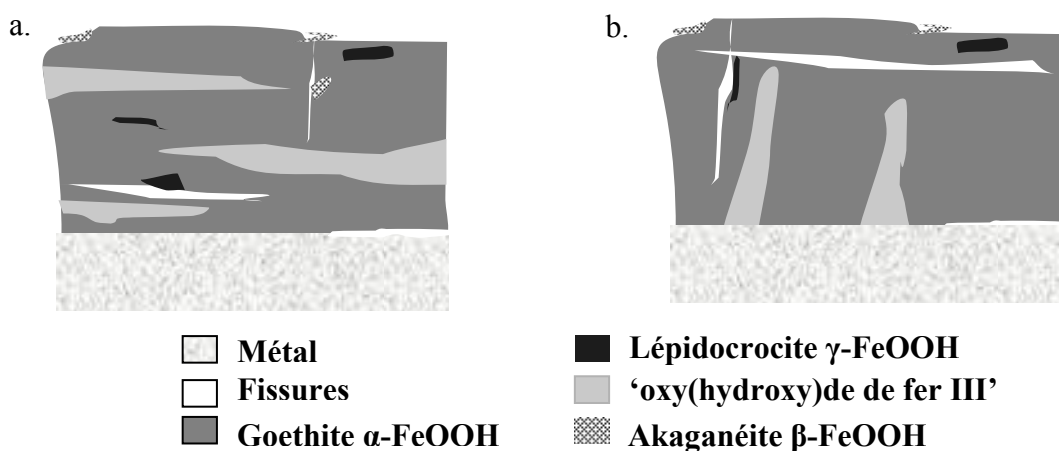 a.
b.
Métal
Fissures
Goethite α-FeOOH
Lépidocrocite γ-FeOOH
‘oxy(hydroxy)de de fer III’
Akaganéite β-FeOOH